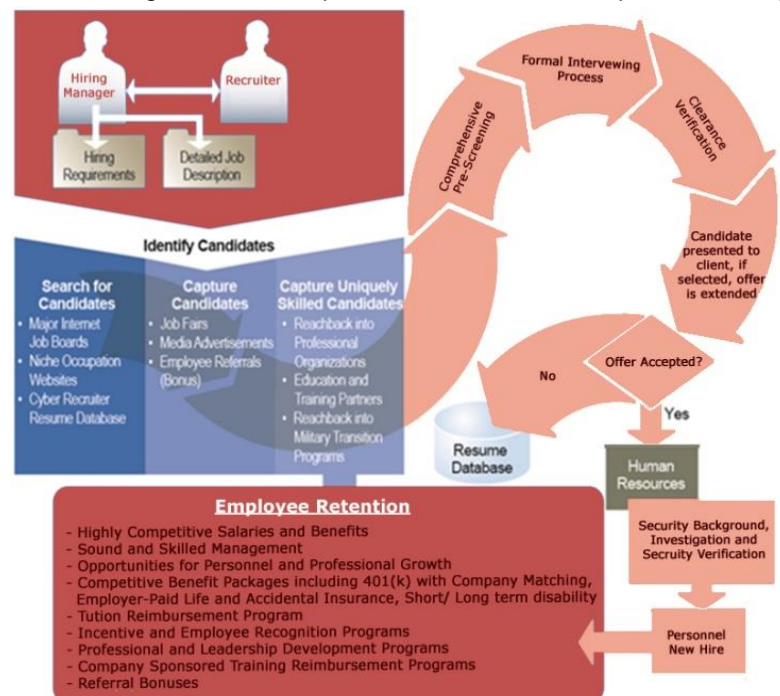 Hiring
Manager
Recruiter
Hiring
Requirements
Detailed Job
Description
Identify Candidates
Search for
Candidates
• Major Internet
Job Boards
• Niche Occupation
Websites
• Cyber Recruiter
Resume Database
Capture
Candidates
• Job Fairs
• Media Advertisements
• Employee Referrals
(Bonus)
Capture Uniquely
Skilled Candidates
• Reachback into
Professional
Organizations
• Education and
Training Partners
• Reachback into
Military Transition
Programs
Comprehensive
Pre-Screening
Formal Intervewing
Process
Clearance
Verification
Candidate
presented to
client, if
selected, offer
is extended
Offer Accepted?
No
Yes
Resume
Database
Human
Resources
Security Background,
Investigation and
Secruity Verification
Personnel
New Hire
Employee Retention
- Highly Competitive Salaries and Benefits
- Sound and Skilled Management
- Opportunities for Personnel and Professional Growth
- Competitive Benefit Packages including 401(k) with Company Matching,
Employer-Paid Life and Accidental Insurance, Short/ Long term disability
- Tution Reimbursement Program
- Incentive and Employee Recognition Programs
- Professional and Leadership Development Programs
- Company Sponsored Training Reimbursement Programs
- Referral Bonuses